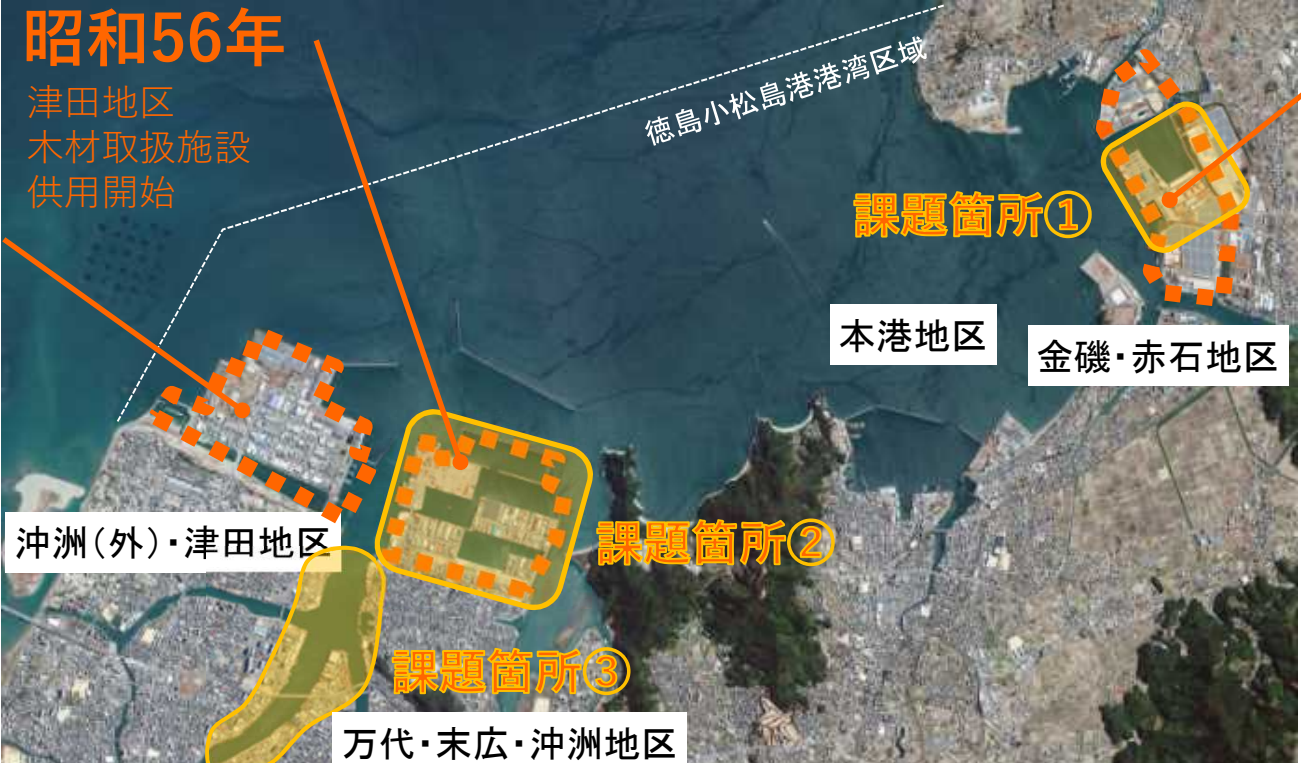 昭和56年
津田地区
木材取扱施設
供用開始
徳島小松島港港湾区域
課題箇所①
本港地区
金磯・赤石地区
沖洲（外）・津田地区
課題箇所②
課題箇所③
万代・末広・沖洲地区